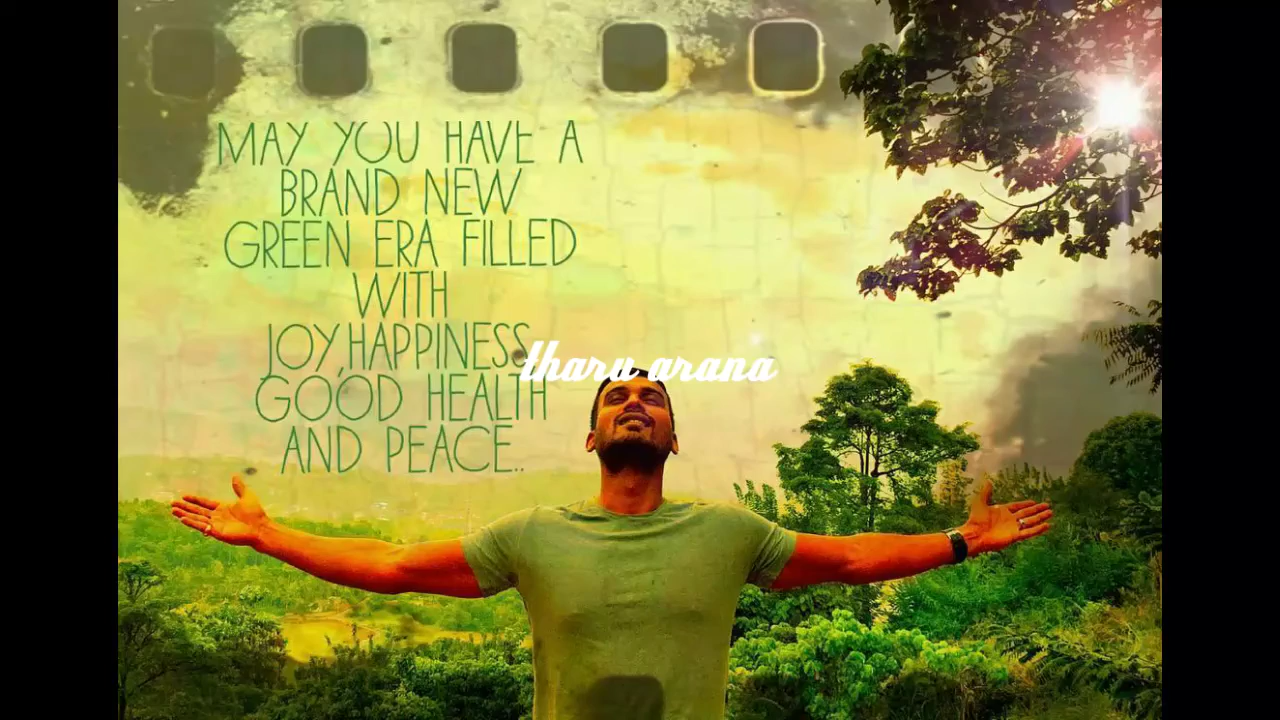 MAY YOU HAVE A
BRAND NEW
GREEN ERA FILLED
WITH
JOY,HAPPINESS,
GOOD HEALTH
AND PEACE..
tharu arana